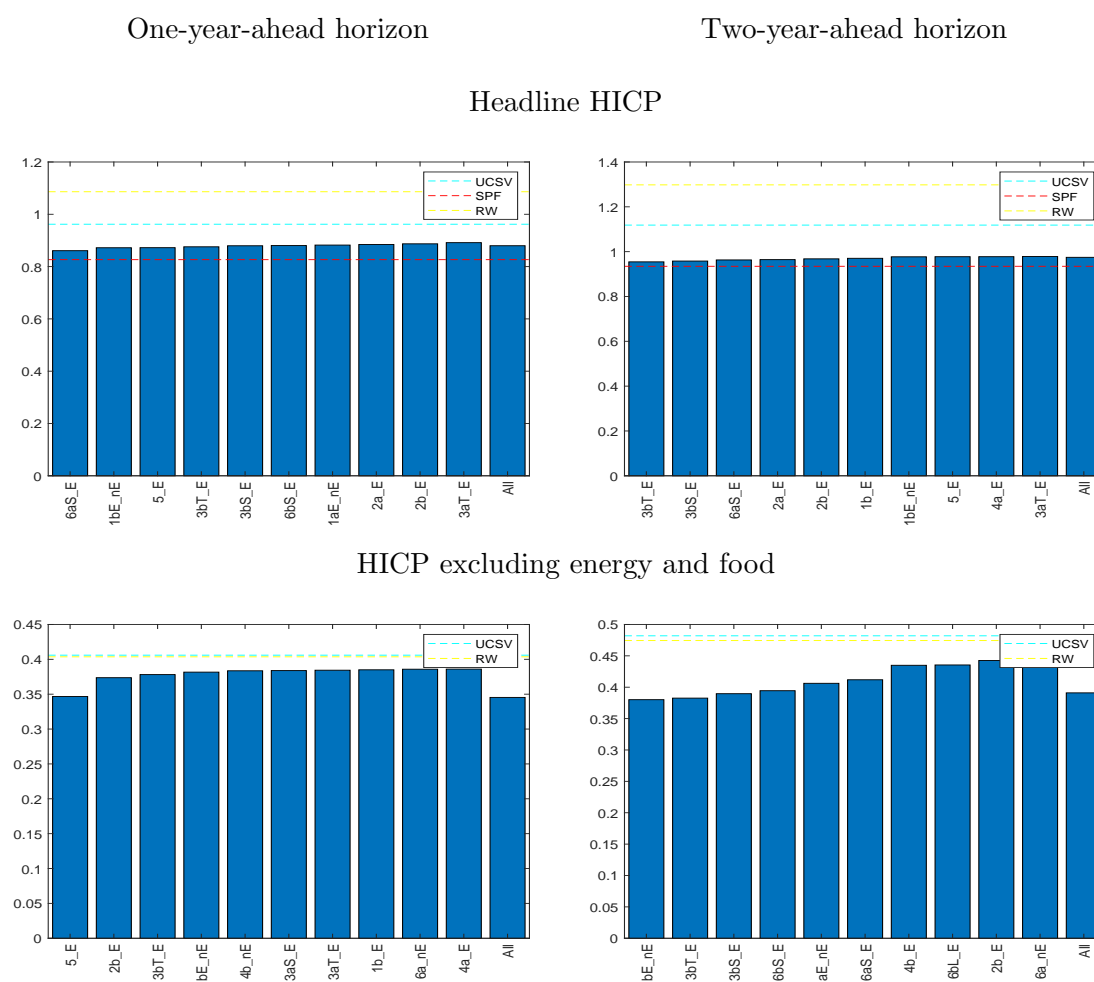 One-year-ahead horizon
Two-year-ahead horizon
Headline HICP
1.2
1
0.8
0.6
0.4
0.2
0
UCSV
SPF
RW
6aS_E
1bE_nE
5_E
3bT_E
3bS_E
6bS_E
1aE_nE
2a_E
2b_E
3aT_E
All
1.4
1.2
1
0.8
0.6
0.4
0.2
0
UCSV
SPF
RW
3bT_E
3bS_E
6aS_E
2a_E
2b_E
1b_E
1bE_nE
5_E
4a_E
3aT_E
All
HICP excluding energy and food
0.45
0.4
0.35
0.3
0.25
0.2
0.15
0.1
0.05
0
UCSV
RW
5_E
2b_E
3bT_E
bE_nE
4b_nE
3aS_E
3aT_E
1b_E
6a_nE
4a_E
All
0.5
0.45
0.4
0.35
0.3
0.25
0.2
0.15
0.1
0.05
0
UCSV
RW
bE_nE
3bT_E
3bS_E
6bS_E
aE_nE
6aS_E
4b_E
6bL_E
2b_E
6a_nE
All